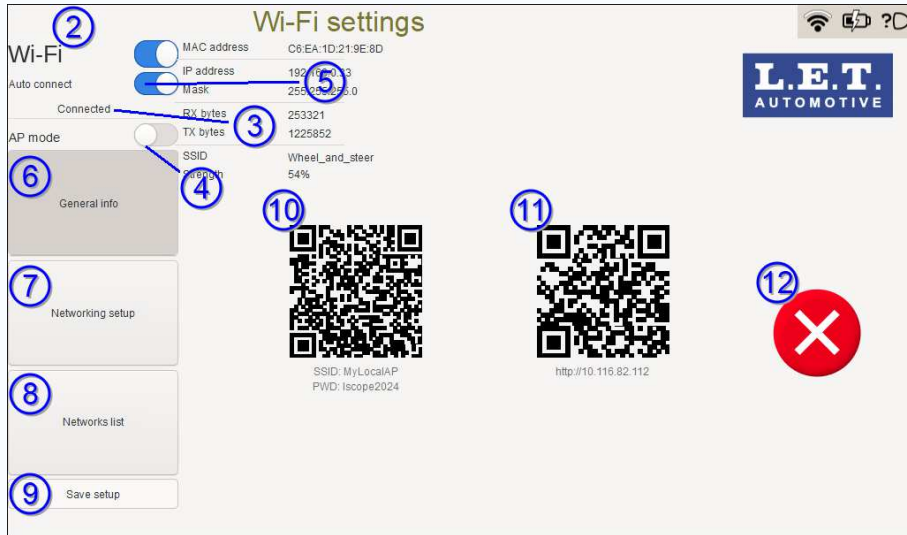 Wi-Fi settings
?
2
Wi-Fi
MAC address C6:EA:1D:21:9E:8D
IP address
Auto connect
5
Mask 255.255.255.0
Connected
RX bytes 253321
3
AP mode
TX bytes 1225852
SSID Wheel_and_steer
Strength 54%
4
L.E.T.
AUTOMOTIVE
6
General info
7
Networking setup
8
Networks list
9
Save setup
10
SSID: MyLocalAP
PWD: Iscope2024
11
http://10.116.82.112
12